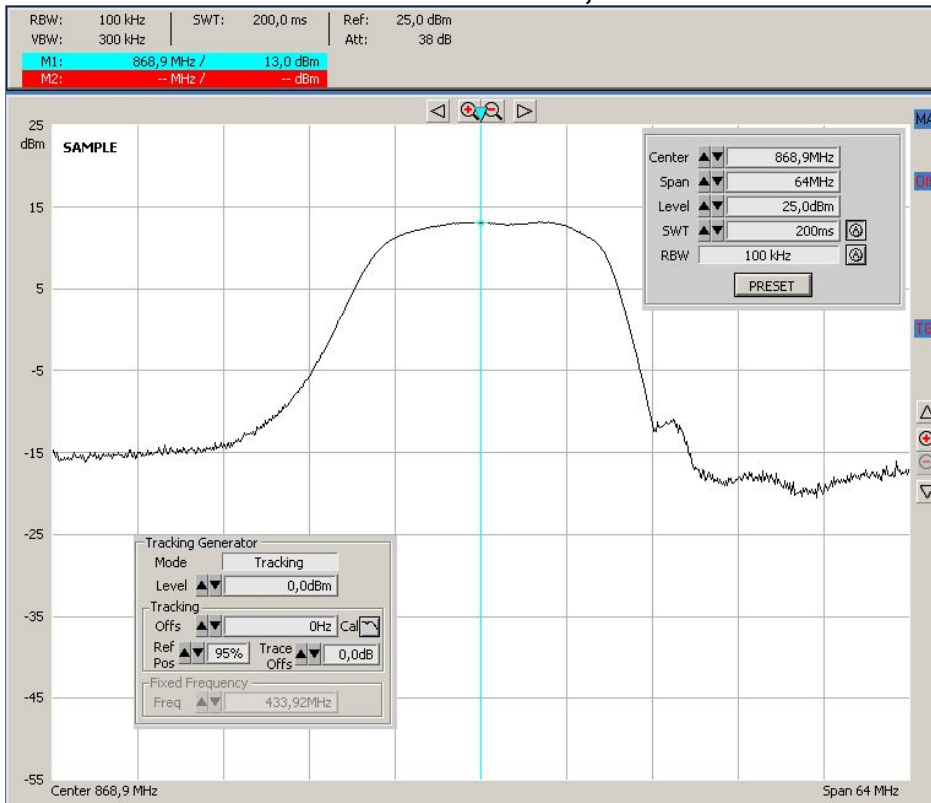 RBW: 100 kHz SWT: 200,0 ms Ref: 25,0 dBm
VBW: 300 kHz Att: 38 dB
M1: 868,9 MHz / 13,0 dBm
M2: -- MHz / -- dBm
25
dBm
SAMPLE
15
5
-5
-15
-25
-35
-45
-55
Center 868,9MHz
Span 64MHz
Level 25,0dBm
SWT 200ms
RBW 100 kHz
PRESET
Tracking Generator
Mode Tracking
Level 0,0dBm
Tracking
Offs 0Hz Cal
Ref Pos 95% Trace Offs 0,0dB
Fixed Frequency
Freq 433,92MHz
Center 868,9 MHz Span 64 MHz